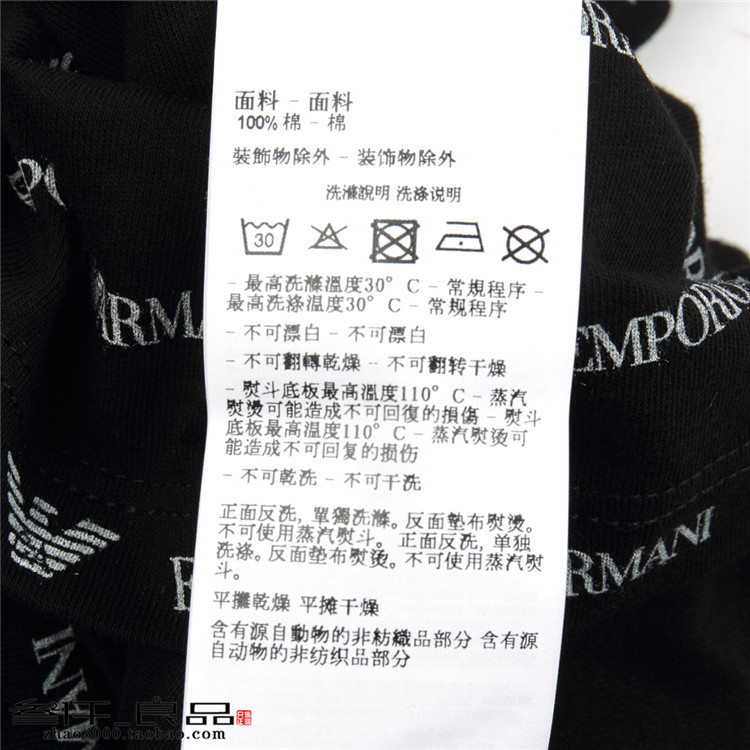 面料 - 面料
100% 棉 - 棉
裝飾物除外 - 装饰物除外
洗滌說明 洗涤说明
30
- 最高洗滌溫度30° C - 常規程序 -
最高洗涤温度30° C - 常规程序
- 不可漂白 - 不可漂白
- 不可翻轉乾燥 - 不可翻转干燥
- 熨斗底板最高溫度110° C - 蒸汽
熨燙可能造成不可回復的損傷 - 熨斗
底板最高温度110° C - 蒸汽熨烫可
能造成不可回复的损伤
- 不可乾洗 - 不可干洗
正面反洗, 單獨洗滌。反面墊布熨燙。
不可使用蒸汽熨斗。 正面反洗, 单独
洗涤。反面垫布熨烫。不可使用蒸汽熨
斗。
平攤乾燥 平摊干燥
含有源自動物的非紡織品部分 含有源
自动物的非纺织品部分
ARMANI
EMPORIO
ARMANI
zhao8000.taobao.com